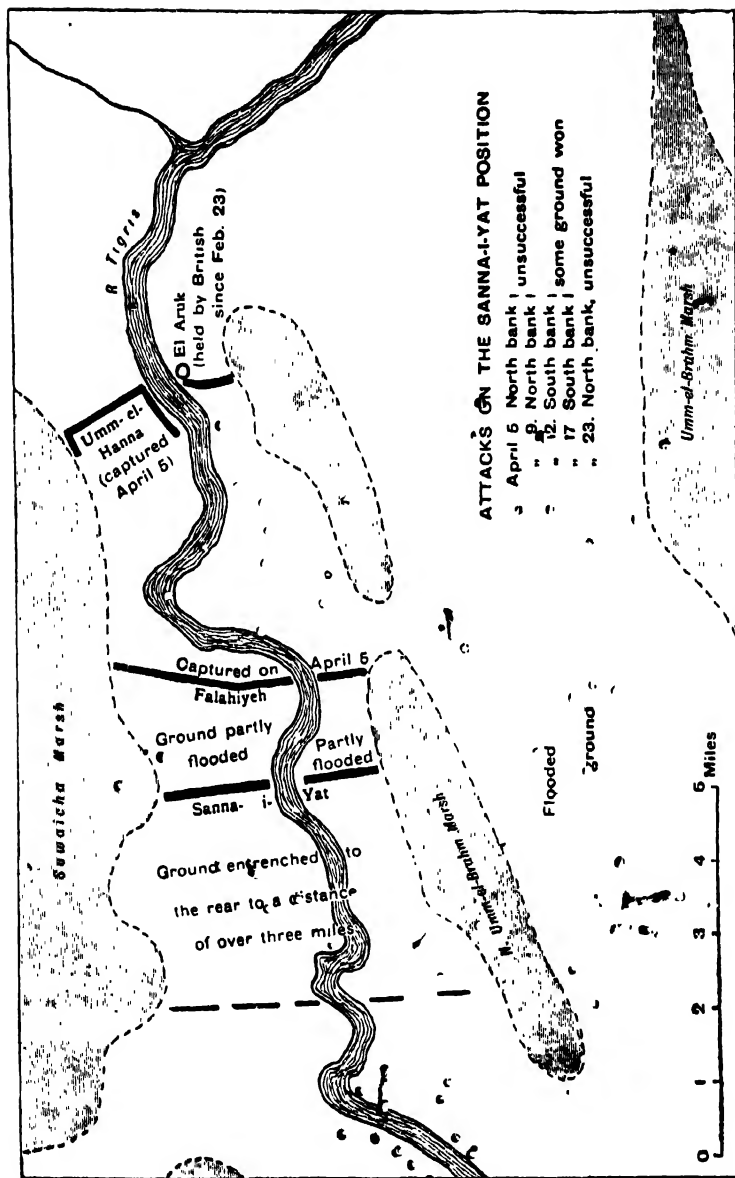 R Tigris
El Aruk
(held by British
since Feb. 23)
Umm-el-
Hanna
(captured
April 5)
Suwaicha Marsh
Captured on April 5
Falahiyeh
Ground partly
flooded
Partly
flooded
Sanna-i-Yat
Ground entrenched to
the rear to a distance
of over three miles
N. Umm-el-Brahm Marsh
Flooded
ground
Umm-el-Brahm Marsh
ATTACKS ON THE SANNA-I-YAT POSITION
April 5 North bank } unsuccessful
„ 9. North bank }
„ 12. South bank } some ground won
„ 17 South bank }
„ 23. North bank, unsuccessful
0 1 2 3 4 5
Miles